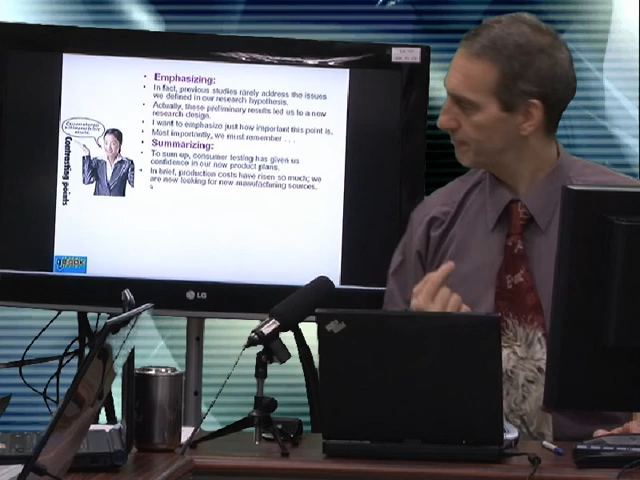 Emphasizing:
In fact, previous studies rarely address the issues
we defined in our research hypothesis.
Actually, these preliminary results led us to a new
research design.
I want to emphasize just how important this point is.
Most importantly, we must remember . . .
Summarizing:
To sum up, consumer testing has given us
confidence in our new product plans.
In brief, production costs have risen so much; we
are now looking for new manufacturing sources.
Contrasting points
LG